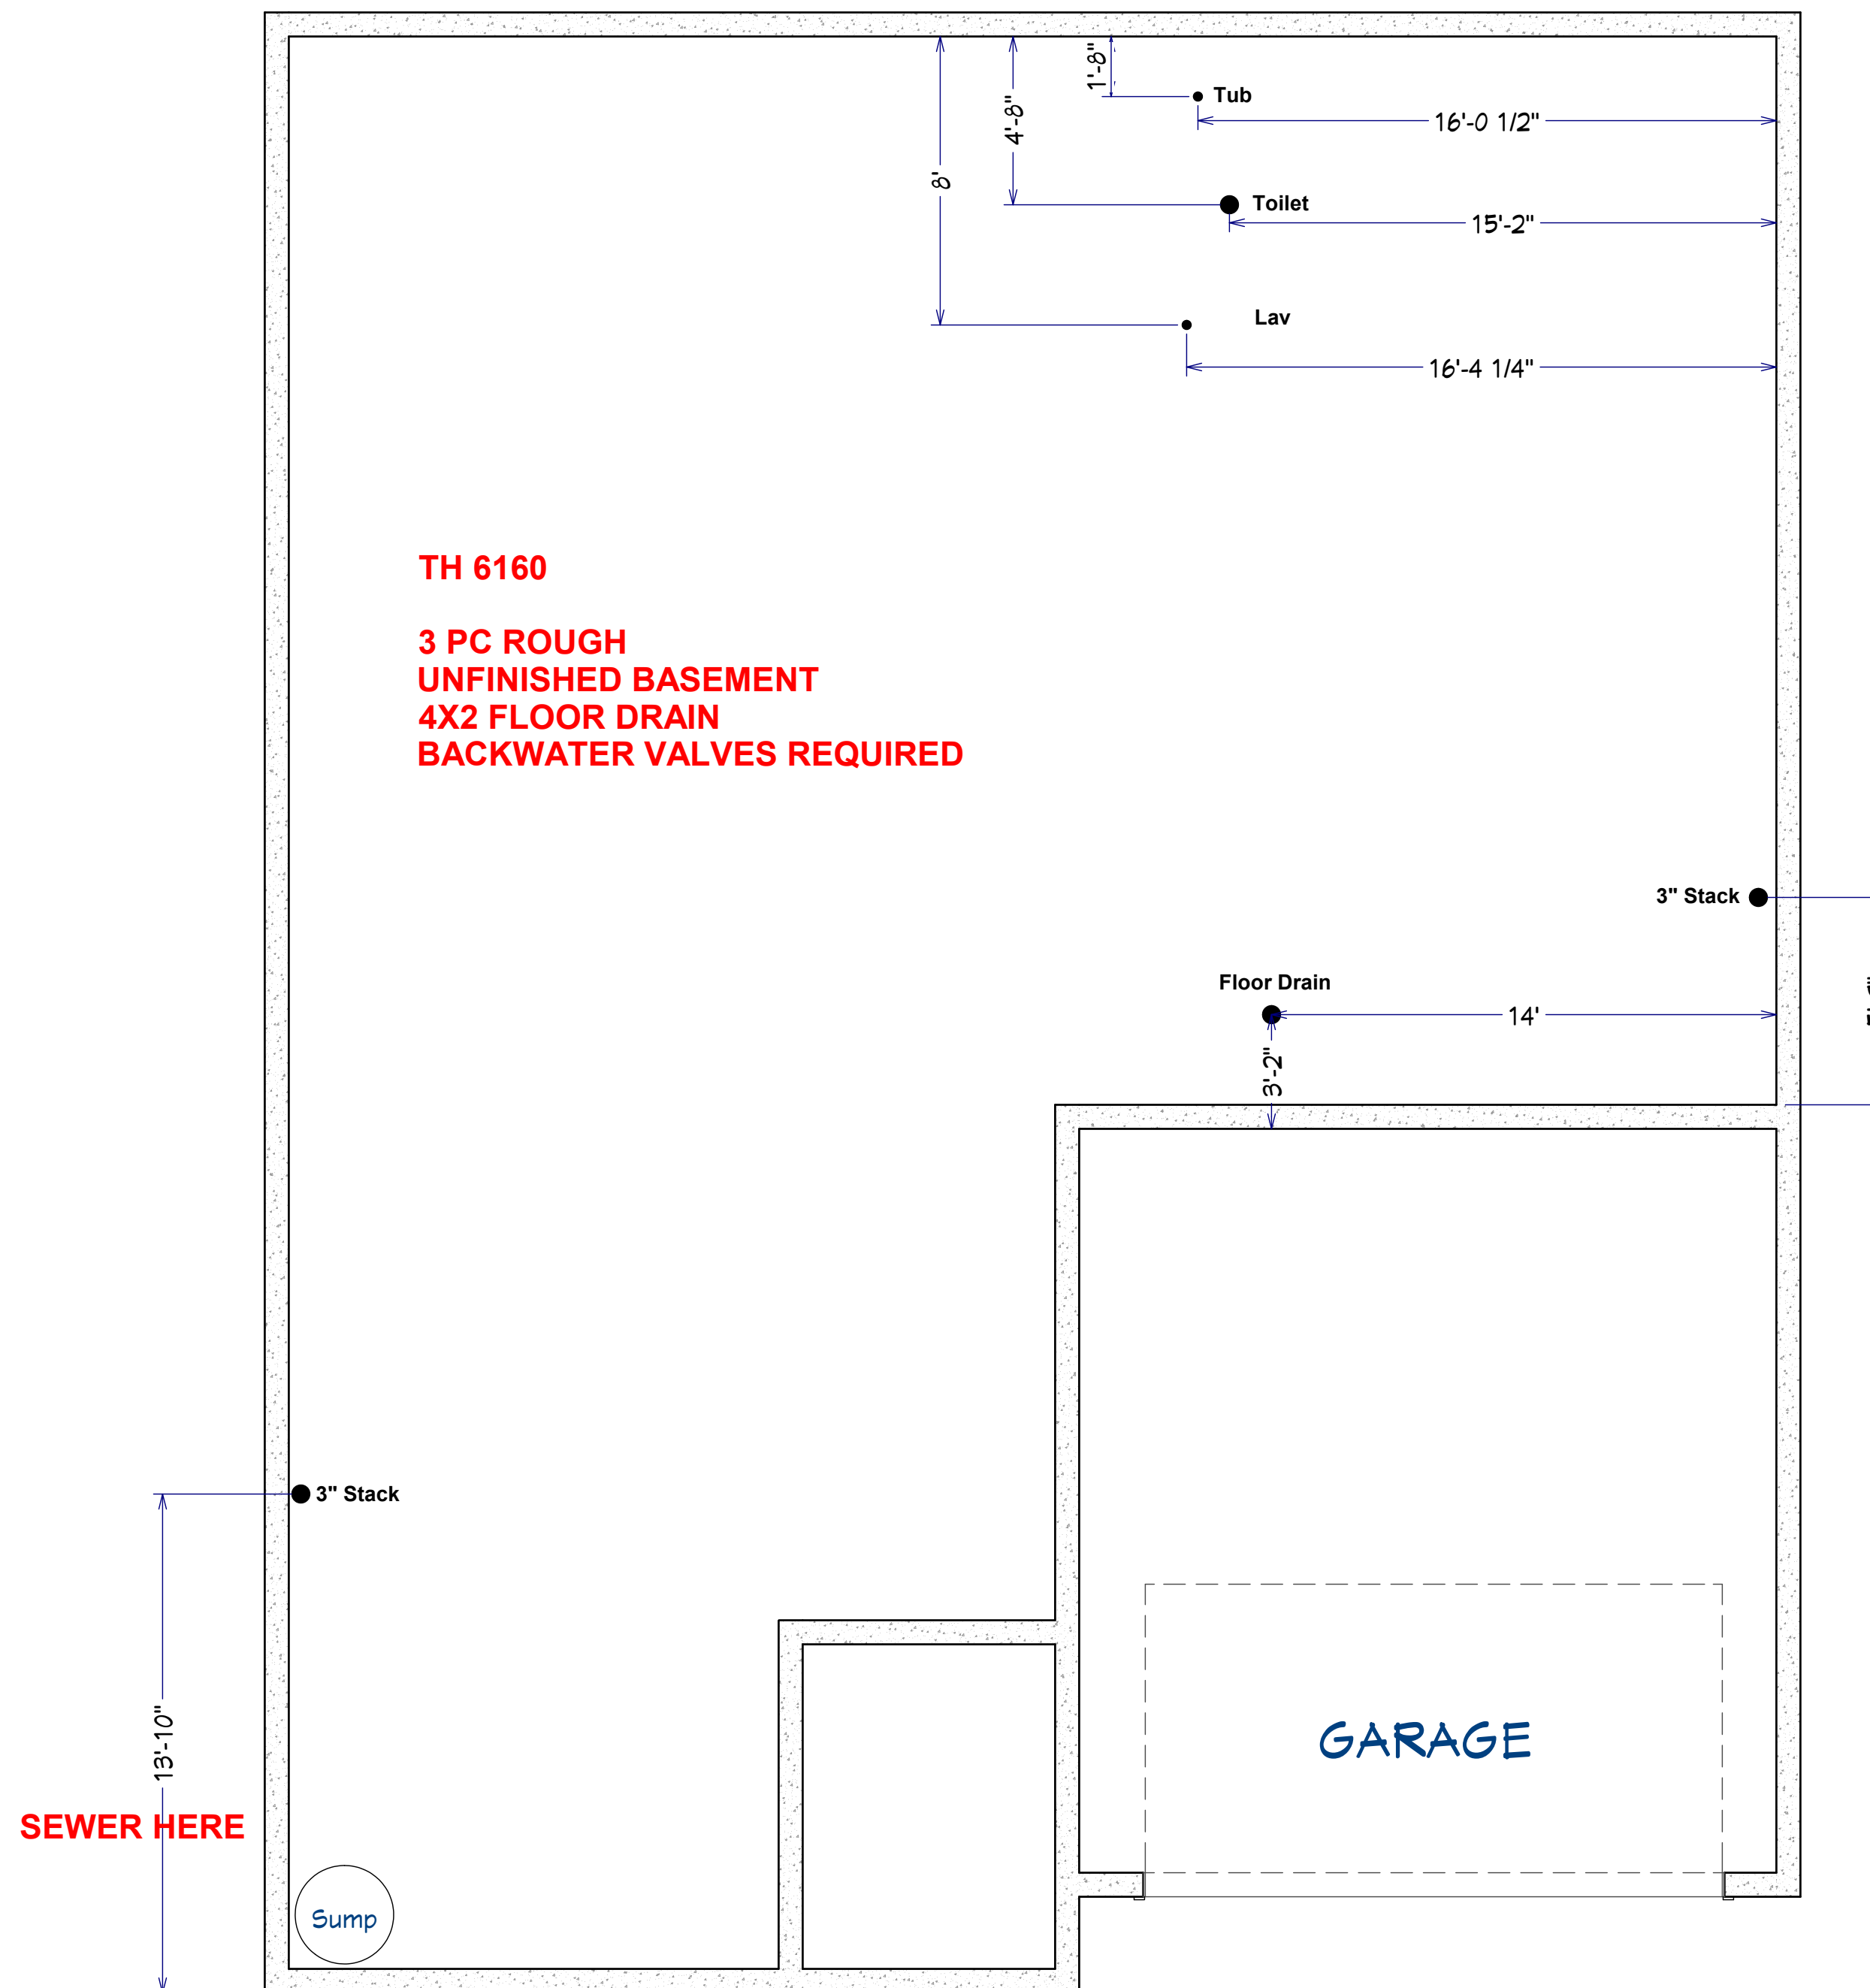 1'-8"
Tub
16'-0 1/2"
4'-8"
8'
Toilet
15'-2"
Lav
16'-4 1/4"
TH 6160
3 PC ROUGH
UNFINISHED BASEMENT
4X2 FLOOR DRAIN
BACKWATER VALVES REQUIRED
3" Stack
Floor Drain
14'
3'-2"
3" Stack
13'-10"
GARAGE
SEWER HERE
Sump